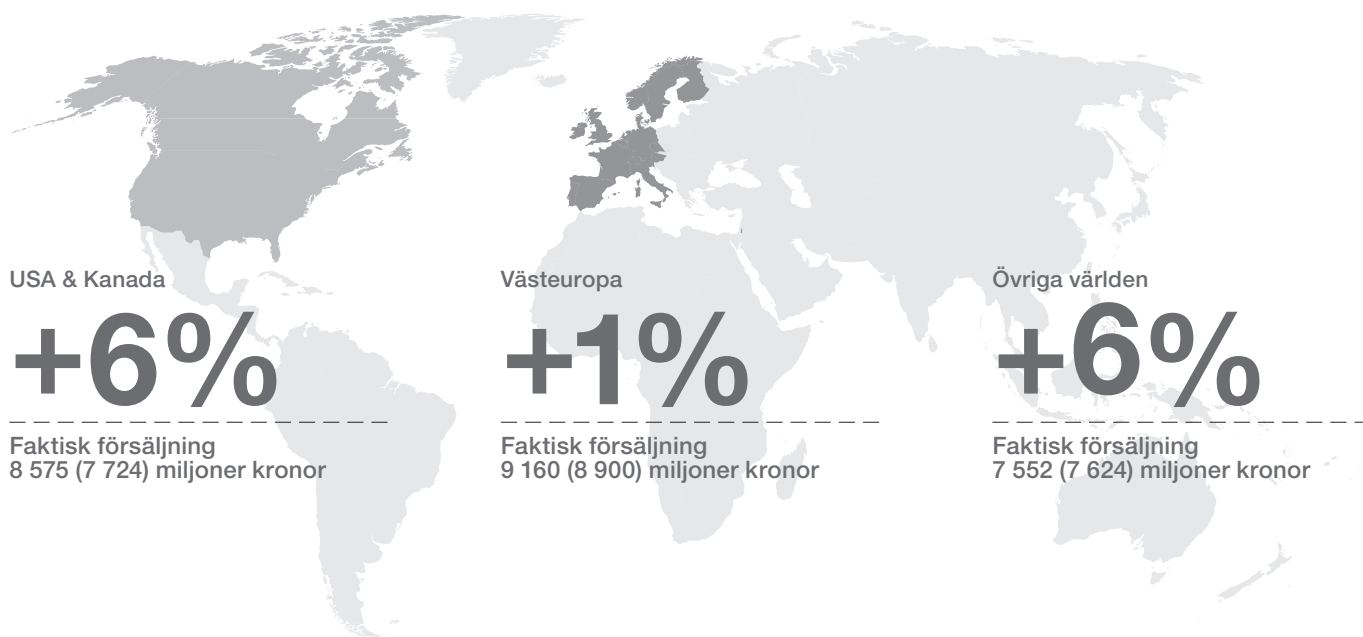 USA & Kanada
+6%
Faktisk försäljning
8 575 (7 724) miljoner kronor
Västeuropa
+1%
Faktisk försäljning
9 160 (8 900) miljoner kronor
Övriga världen
+6%
Faktisk försäljning
7 552 (7 624) miljoner kronor